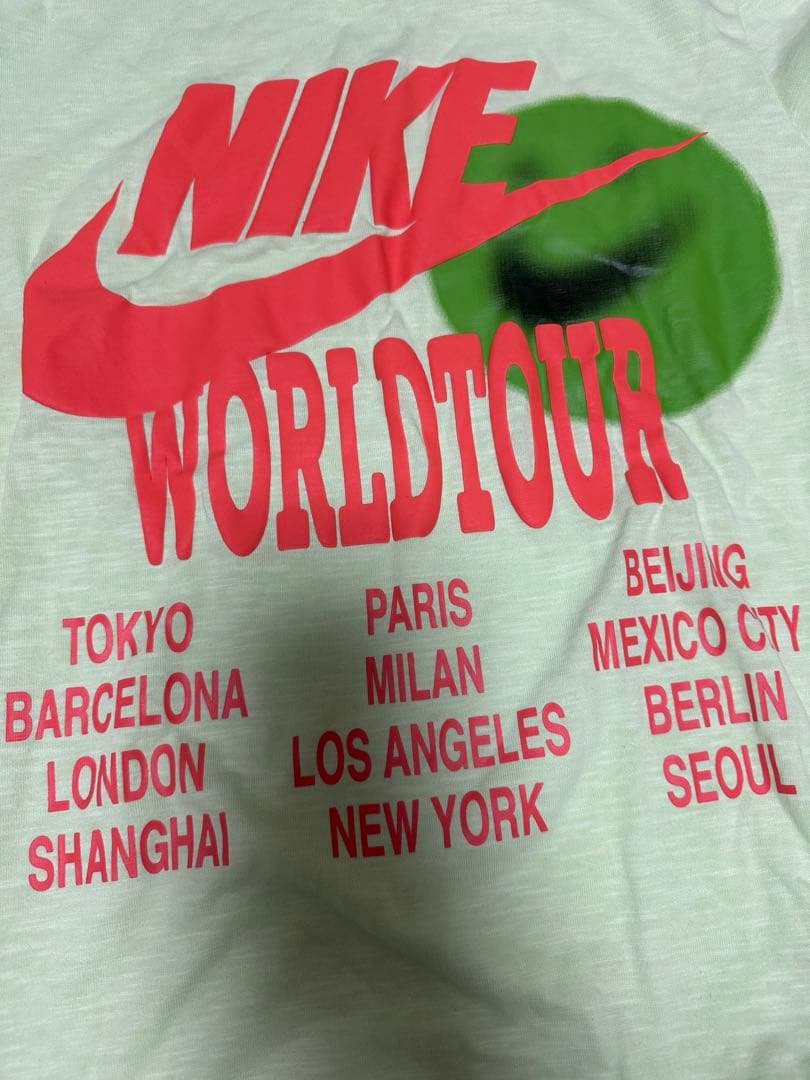 NIKE
WORLDTOUR
TOKYO
BARCELONA
LONDON
SHANGHAI
PARIS
MILAN
LOS ANGELES
NEW YORK
BEIJING
MEXICO CITY
BERLIN
SEOUL